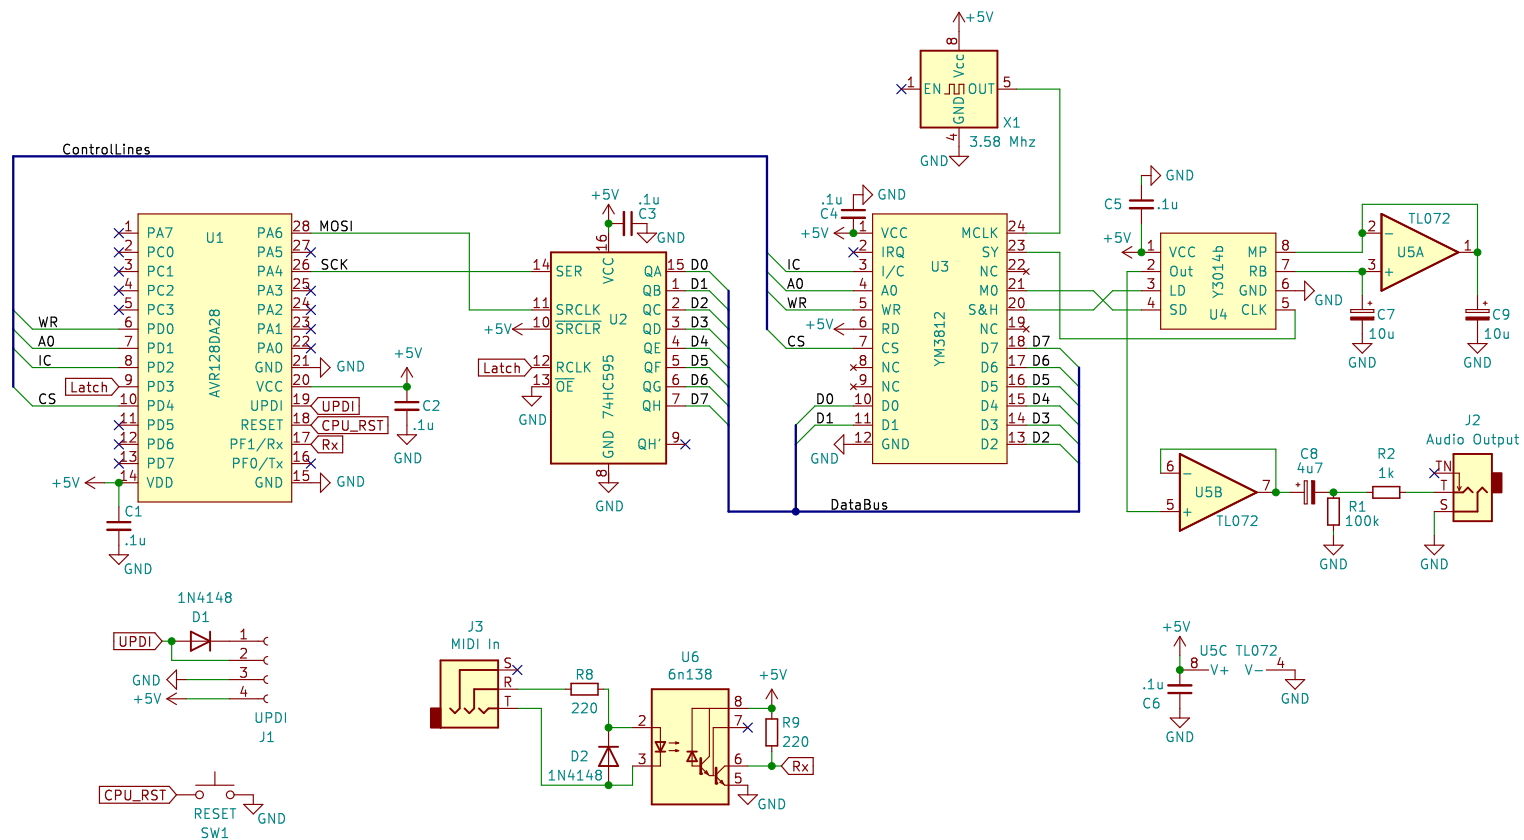 +5V
8
Vcc
1
EN
OUT
5
GND
4
X1
3.58 Mhz
GND
ControlLines
U1
AVR128DA28
1 PA7
2 PC0
3 PC1
4 PC2
5 PC3
WR 6 PD0
A0 7 PD1
IC 8 PD2
Latch 9 PD3
CS 10 PD4
11 PD5
12 PD6
13 PD7
+5V 14 VDD
PA6 28 MOSI
PA5 27
PA4 26 SCK
PA3 25
PA2 24
PA1 23
PA0 22
GND 21 GND
VCC 20
UPDI 19 UPDI
RESET 18 CPU_RST
PF1/Rx 17 Rx
PF0/Tx 16
GND 15 GND
C1
.1u
GND
+5V
C2
.1u
GND
+5V
.1u
C3
GND
16
VCC
14 SER
11 SRCLK
+5V 10 SRCLR
Latch 12 RCLK
13 OE
GND
U2
74HC595
QA 15 D0
QB 1 D1
QC 2 D2
QD 3 D3
QE 4 D4
QF 5 D5
QG 6 D6
QH 7 D7
QH' 9
GND
8
GND
.1u
C4
GND
+5V 1 VCC
2 IRQ
IC 3 I/C
A0 4 A0
WR 5 WR
+5V 6 RD
CS 7 CS
8 NC
9 NC
D0 10 D0
D1 11 D1
GND 12 GND
U3
YM3812
MCLK 24
SY 23
NC 22
MO 21
S&H 20
NC 19
D7 18 D7
D6 17 D6
D5 16 D5
D4 15 D4
D3 14 D3
D2 13 D2
DataBus
GND
C5
.1u
+5V 1 VCC
2 Out
3 LD
4 SD
Y3014b
U4
MP 8
RB 7
GND 6 GND
CLK 5
TL072
2 −
3 +
U5A
1
C7
10u
GND
C9
10u
GND
6 −
5 +
U5B
7
TL072
C8
4u7
R1
100k
GND
R2
1k
J2
Audio Output
TN
T
S
GND
1N4148
D1
UPDI
1
2
GND 3
+5V 4
UPDI
J1
CPU_RST
RESET
SW1
GND
J3
MIDI In
S
R
T
R8
220
D2
1N4148
U6
6n138
2
3
8
7
6
5
+5V
R9
220
Rx
GND
+5V
U5C TL072
8 V+ V- 4
.1u
C6
GND
GND